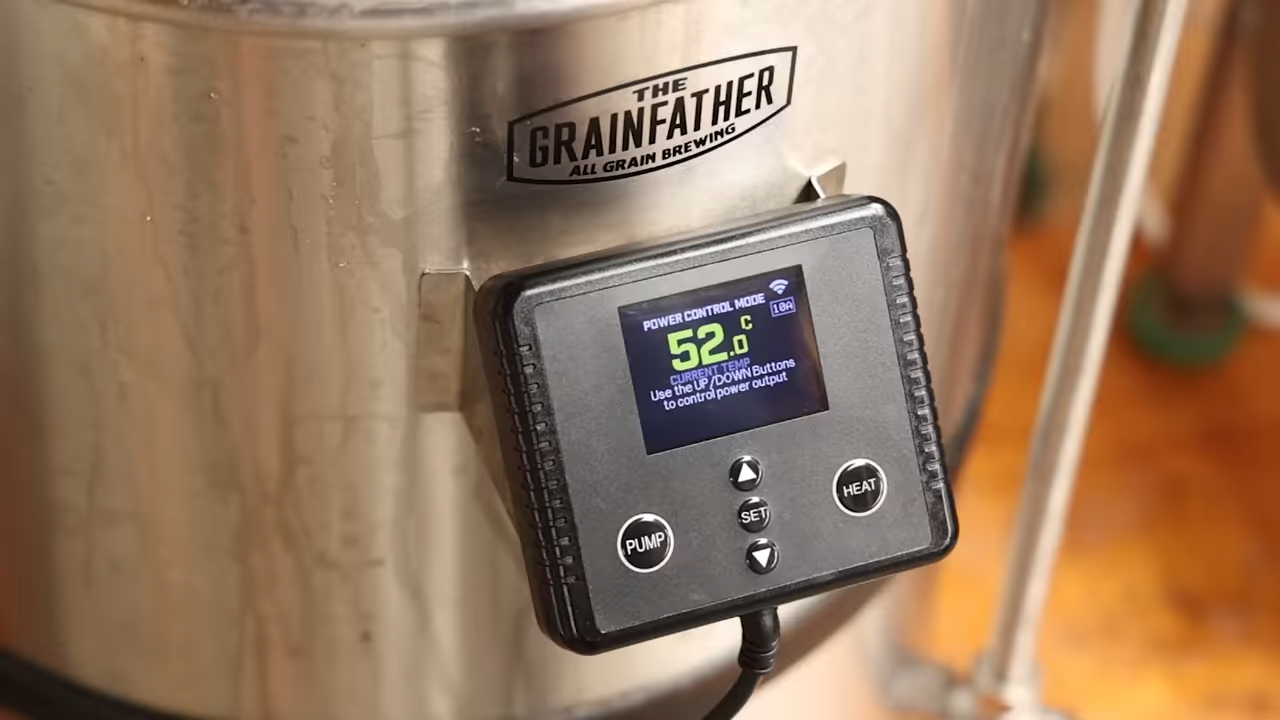 THE
GRAINFATHER
ALL GRAIN BREWING
POWER CONTROL MODE
10A
52.0 C
CURRENT TEMP
Use the UP/DOWN Buttons
to control power output
HEAT
SET
PUMP